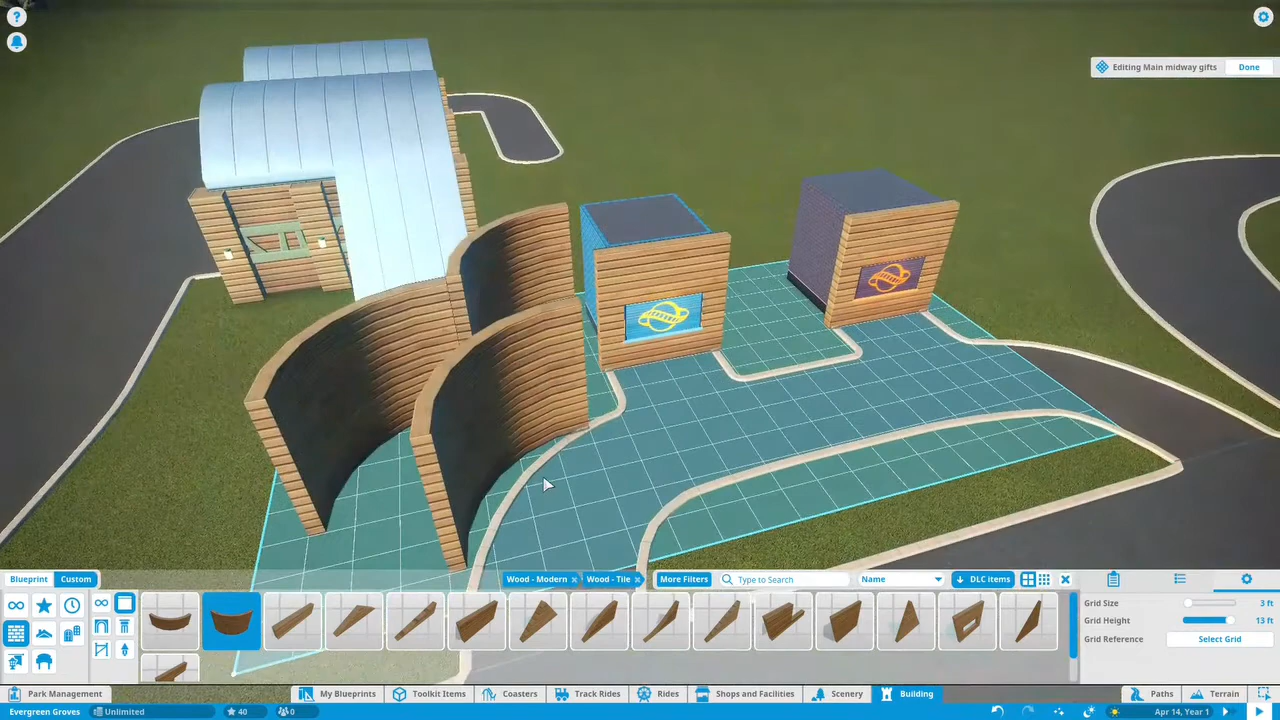 ?
Editing Main midway gifts Done
Blueprint Custom Wood - Modern × Wood - Tile × More Filters Type to Search Name DLC items
Grid Size 3 ft
Grid Height 13 ft
Grid Reference Select Grid
Park Management My Blueprints Toolkit Items Coasters Track Rides Rides Shops and Facilities Scenery Building Paths Terrain
Evergreen Groves Unlimited 40 0 Apr 14, Year 1